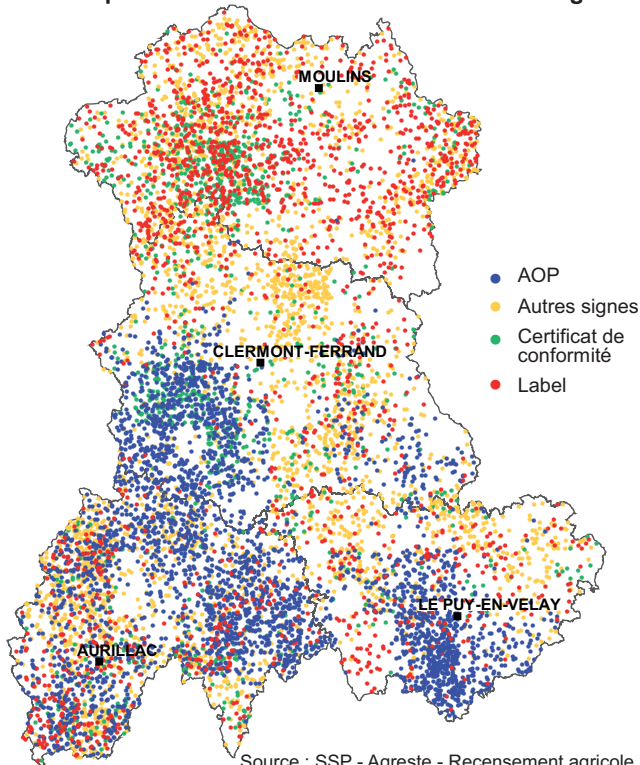 MOULINS
AOP
Autres signes
CLERMONT-FERRAND
Certificat de
conformité
Label
LE PUY-EN-VELAY
AURILLAC
Source : SSP - Agreste - Recensement agricole